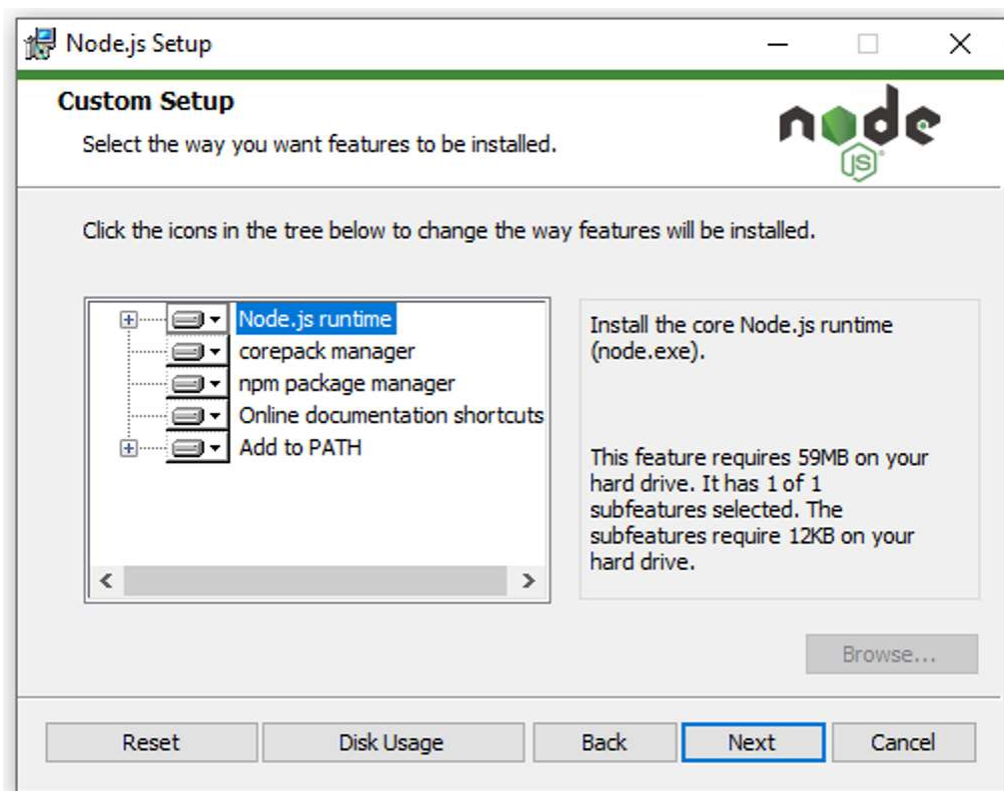 Node.js Setup
Custom Setup
Select the way you want features to be installed.
node
JS
Click the icons in the tree below to change the way features will be installed.
Node.js runtime
corepack manager
npm package manager
Online documentation shortcuts
Add to PATH
Install the core Node.js runtime
(node.exe).
This feature requires 59MB on your
hard drive. It has 1 of 1
subfeatures selected. The
subfeatures require 12KB on your
hard drive.
Browse...
Reset
Disk Usage
Back
Next
Cancel